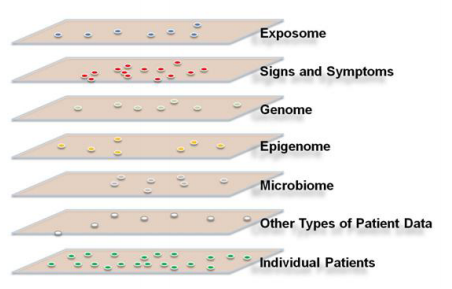 Exposome
Signs and Symptoms
Genome
Epigenome
Microbiome
Other Types of Patient Data
Individual Patients